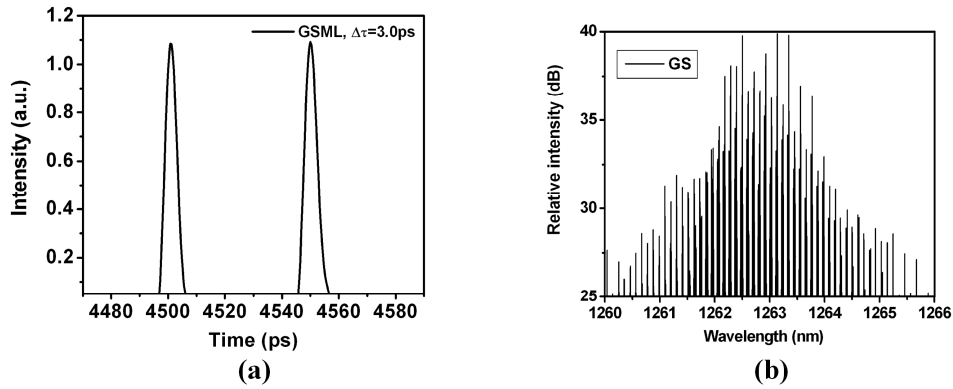 GSML, Δτ=3.0ps
Intensity (a.u.)
1.2
1.0
0.8
0.6
0.4
0.2
4480 4500 4520 4540 4560 4580
Time (ps)
(a)
GS
Relative intensity (dB)
40
35
30
25
1260 1261 1262 1263 1264 1265 1266
Wavelength (nm)
(b)